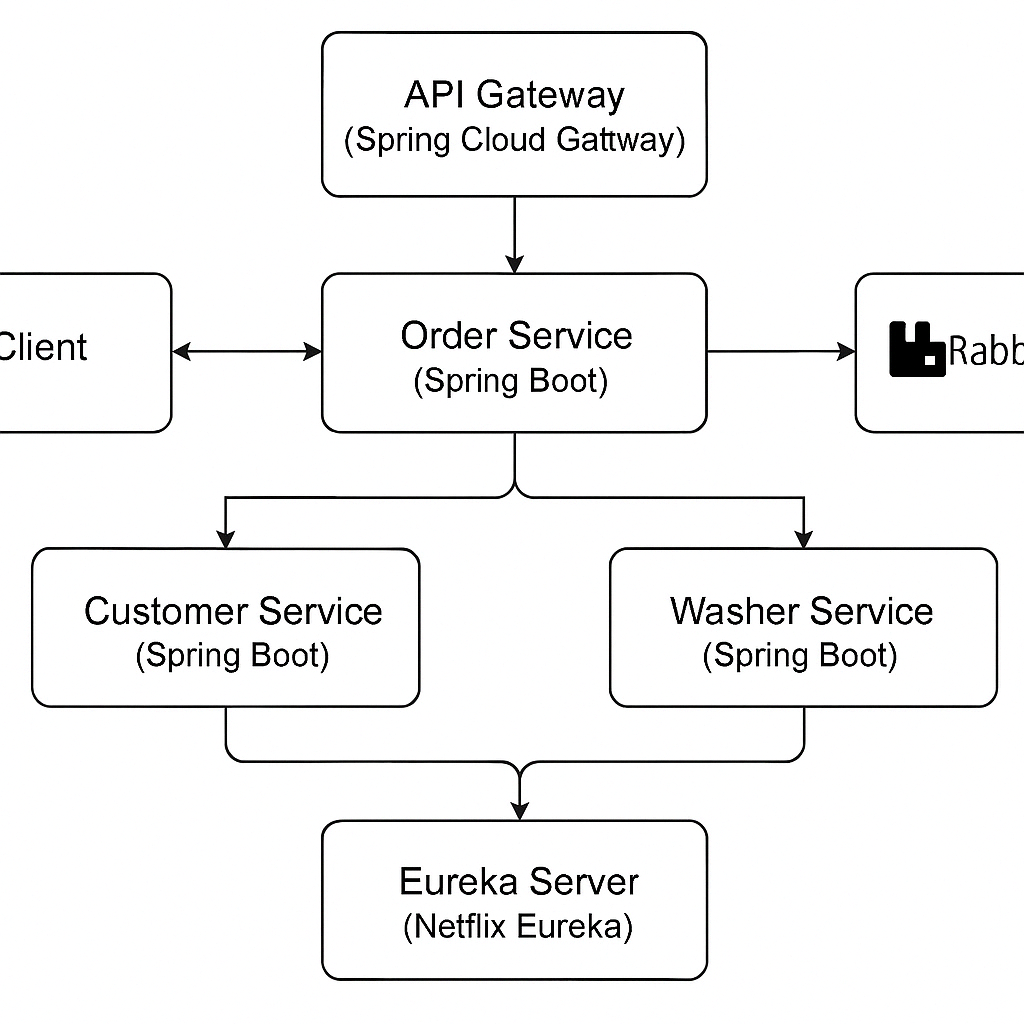 API Gateway
(Spring Cloud Gattway)
Client
Order Service
(Spring Boot)
Rabb
Customer Service
(Spring Boot)
Washer Service
(Spring Boot)
Eureka Server
(Netflix Eureka)